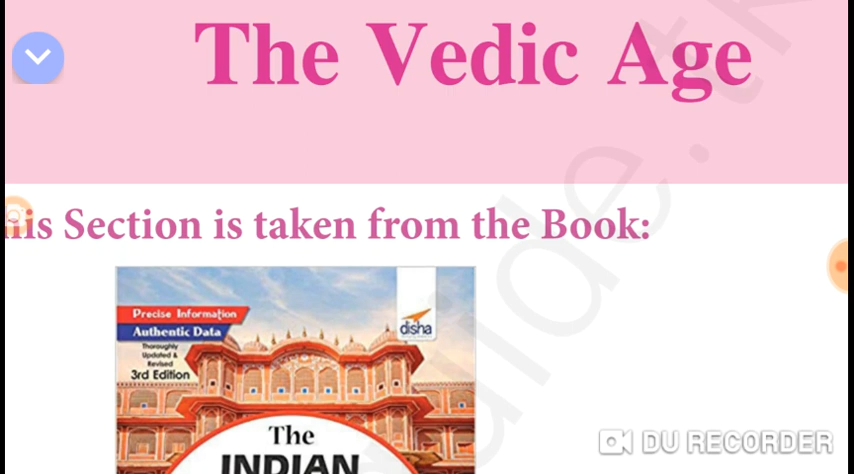 The Vedic Age
is Section is taken from the Book:
Precise Information
Authentic Data
Thoroughly
Updated &
Revised
3rd Edition
disha
The
INDIAN
DU RECORDER